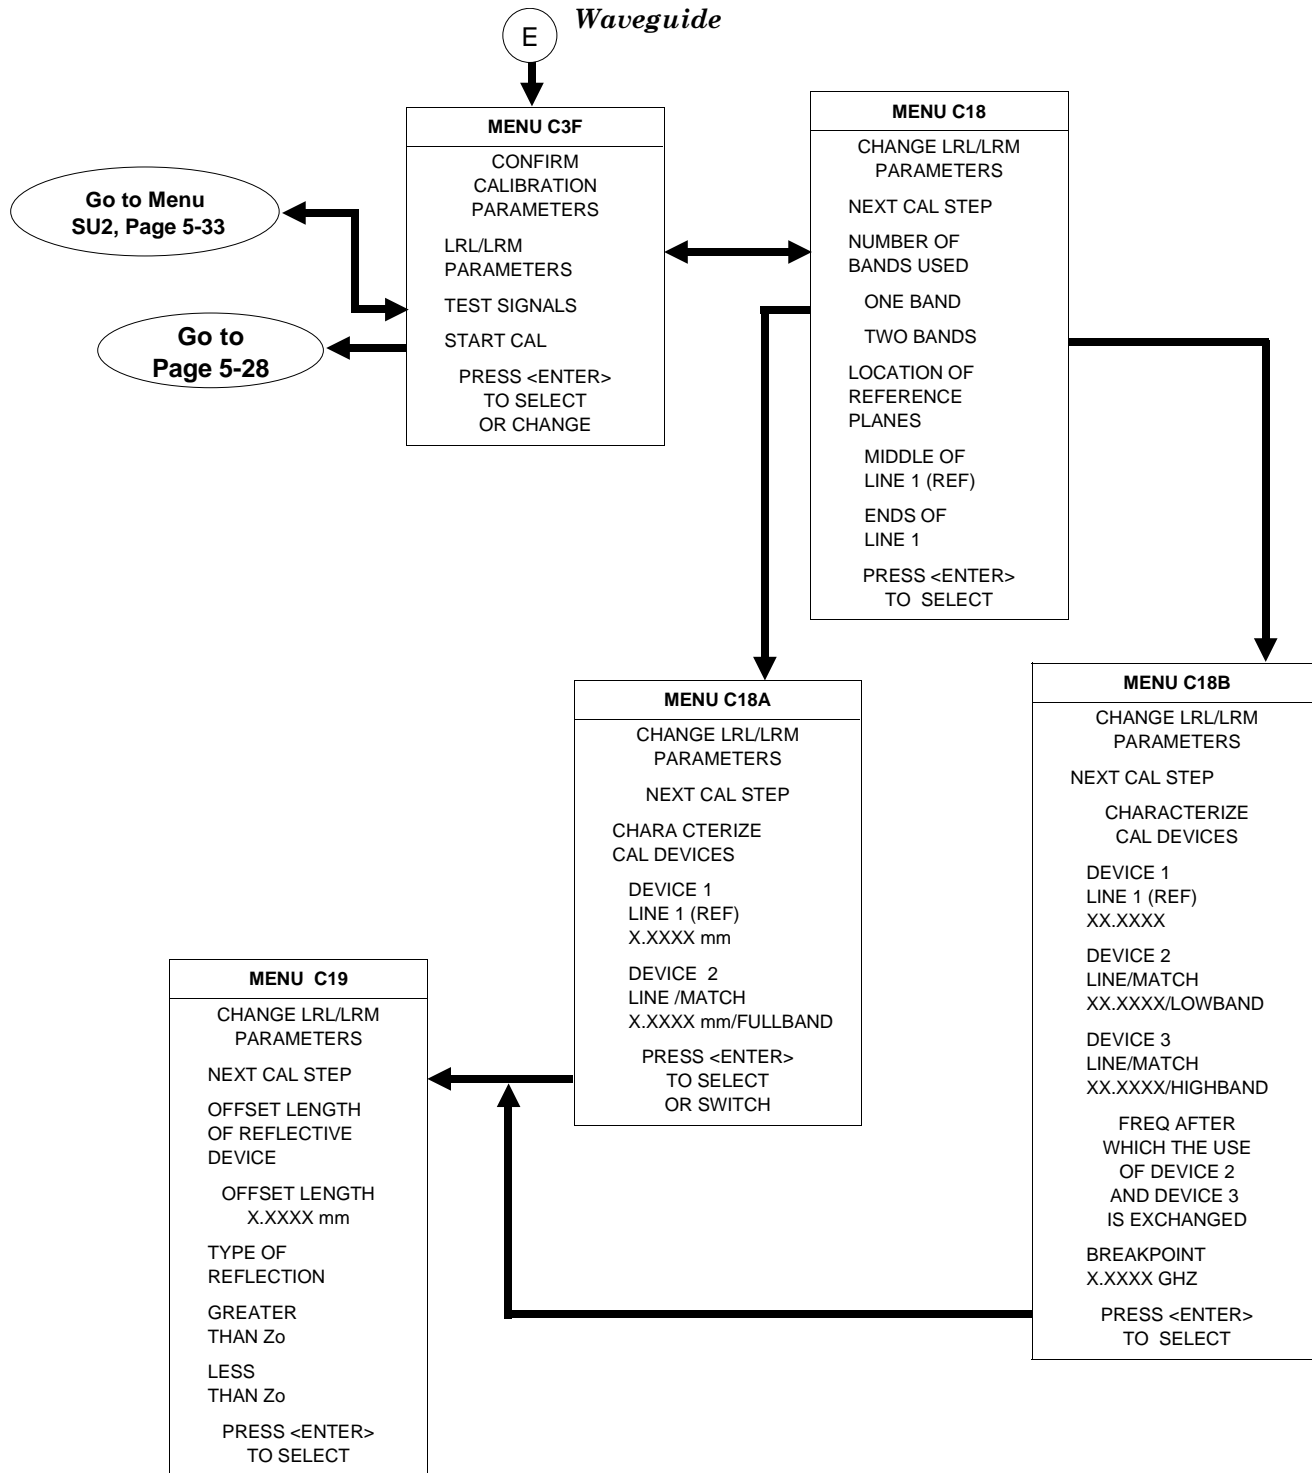 Waveguide
E
MENU C3F
CONFIRM
CALIBRATION
PARAMETERS
LRL/LRM
PARAMETERS
TEST SIGNALS
START CAL
PRESS <ENTER>
TO SELECT
OR CHANGE
Go to Menu
SU2, Page 5-33
Go to
Page 5-28
MENU C18
CHANGE LRL/LRM
PARAMETERS
NEXT CAL STEP
NUMBER OF
BANDS USED
ONE BAND
TWO BANDS
LOCATION OF
REFERENCE
PLANES
MIDDLE OF
LINE 1 (REF)
ENDS OF
LINE 1
PRESS <ENTER>
TO SELECT
MENU C18A
CHANGE LRL/LRM
PARAMETERS
NEXT CAL STEP
CHARA CTERIZE
CAL DEVICES
DEVICE 1
LINE 1 (REF)
X.XXXX mm
DEVICE 2
LINE /MATCH
X.XXXX mm/FULLBAND
PRESS <ENTER>
TO SELECT
OR SWITCH
MENU C18B
CHANGE LRL/LRM
PARAMETERS
NEXT CAL STEP
CHARACTERIZE
CAL DEVICES
DEVICE 1
LINE 1 (REF)
XX.XXXX
DEVICE 2
LINE/MATCH
XX.XXXX/LOWBAND
DEVICE 3
LINE/MATCH
XX.XXXX/HIGHBAND
FREQ AFTER
WHICH THE USE
OF DEVICE 2
AND DEVICE 3
IS EXCHANGED
BREAKPOINT
X.XXXX GHZ
PRESS <ENTER>
TO SELECT
MENU C19
CHANGE LRL/LRM
PARAMETERS
NEXT CAL STEP
OFFSET LENGTH
OF REFLECTIVE
DEVICE
OFFSET LENGTH
X.XXXX mm
TYPE OF
REFLECTION
GREATER
THAN Zo
LESS
THAN Zo
PRESS <ENTER>
TO SELECT